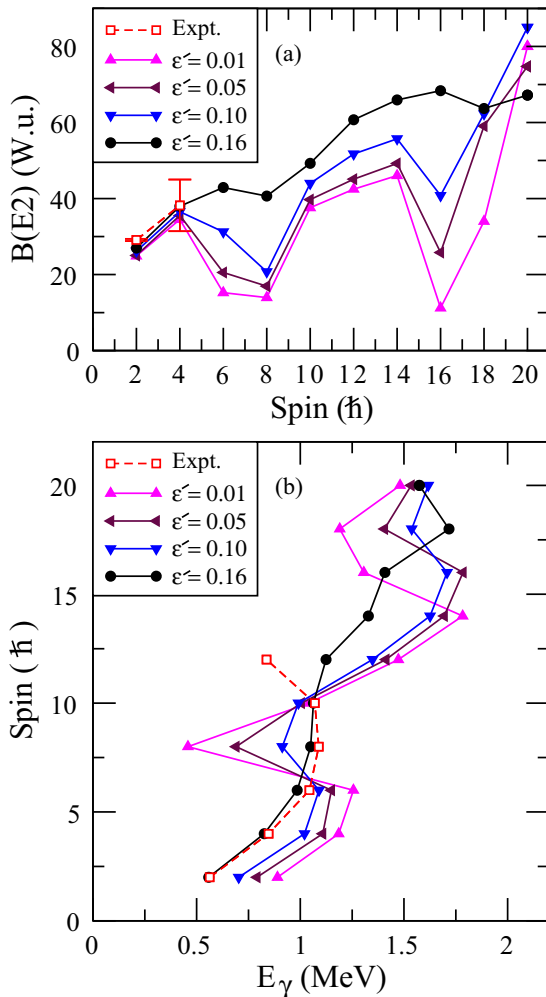 80
60
40
20
0
B(E2) (W.u.)
Expt.
ε′= 0.01
ε′= 0.05
ε′= 0.10
ε′= 0.16
(a)
0 2 4 6 8 10 12 14 16 18 20
Spin (ħ)
20
15
10
5
0
Spin (ħ)
Expt.
ε′= 0.01
ε′= 0.05
ε′= 0.10
ε′= 0.16
(b)
0 0.5 1 1.5 2
Eγ (MeV)